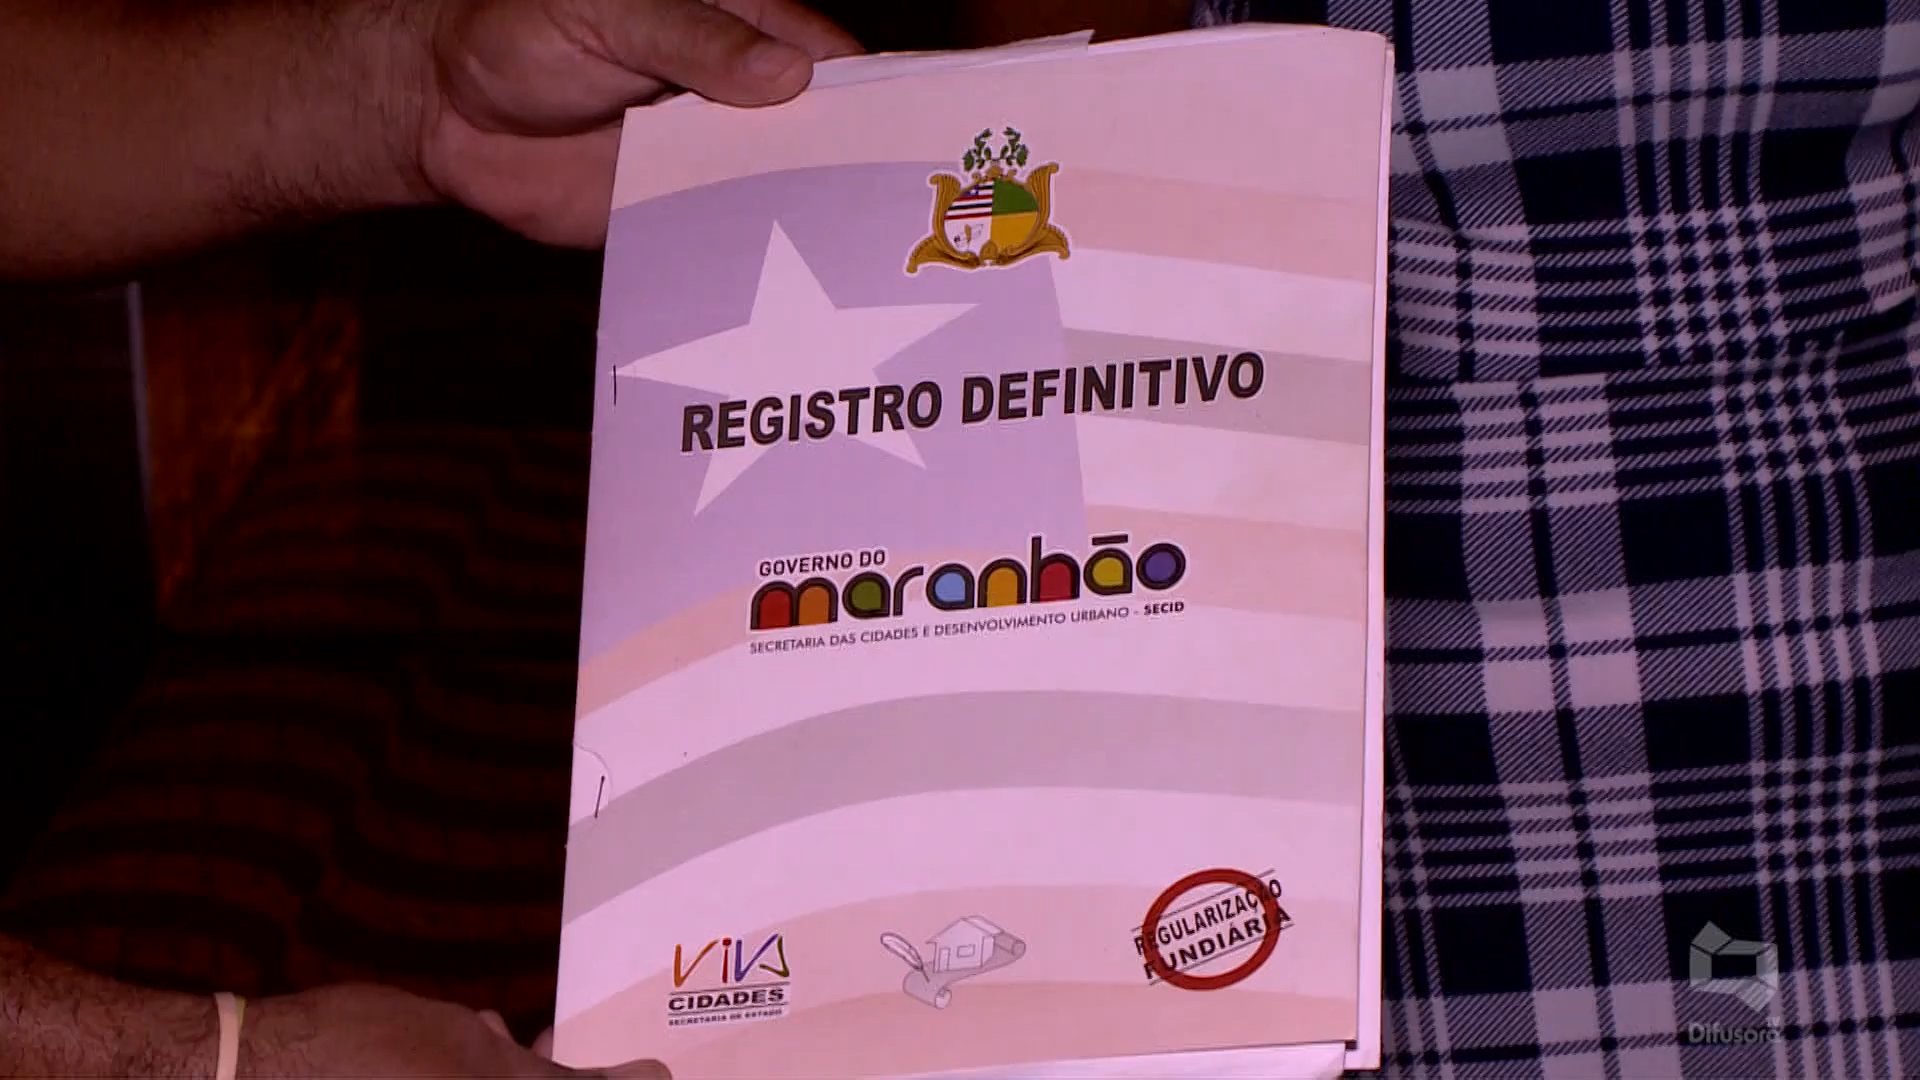 REGISTRO DEFINITIVO
GOVERNO DO
maranhão
SECRETARIA DAS CIDADES E DESENVOLVIMENTO URBANO - SECID
VIVA
CIDADES
SECRETARIA DE ESTADO
REGULARIZAÇÃO
FUNDIÁRIA
Difusora
TV